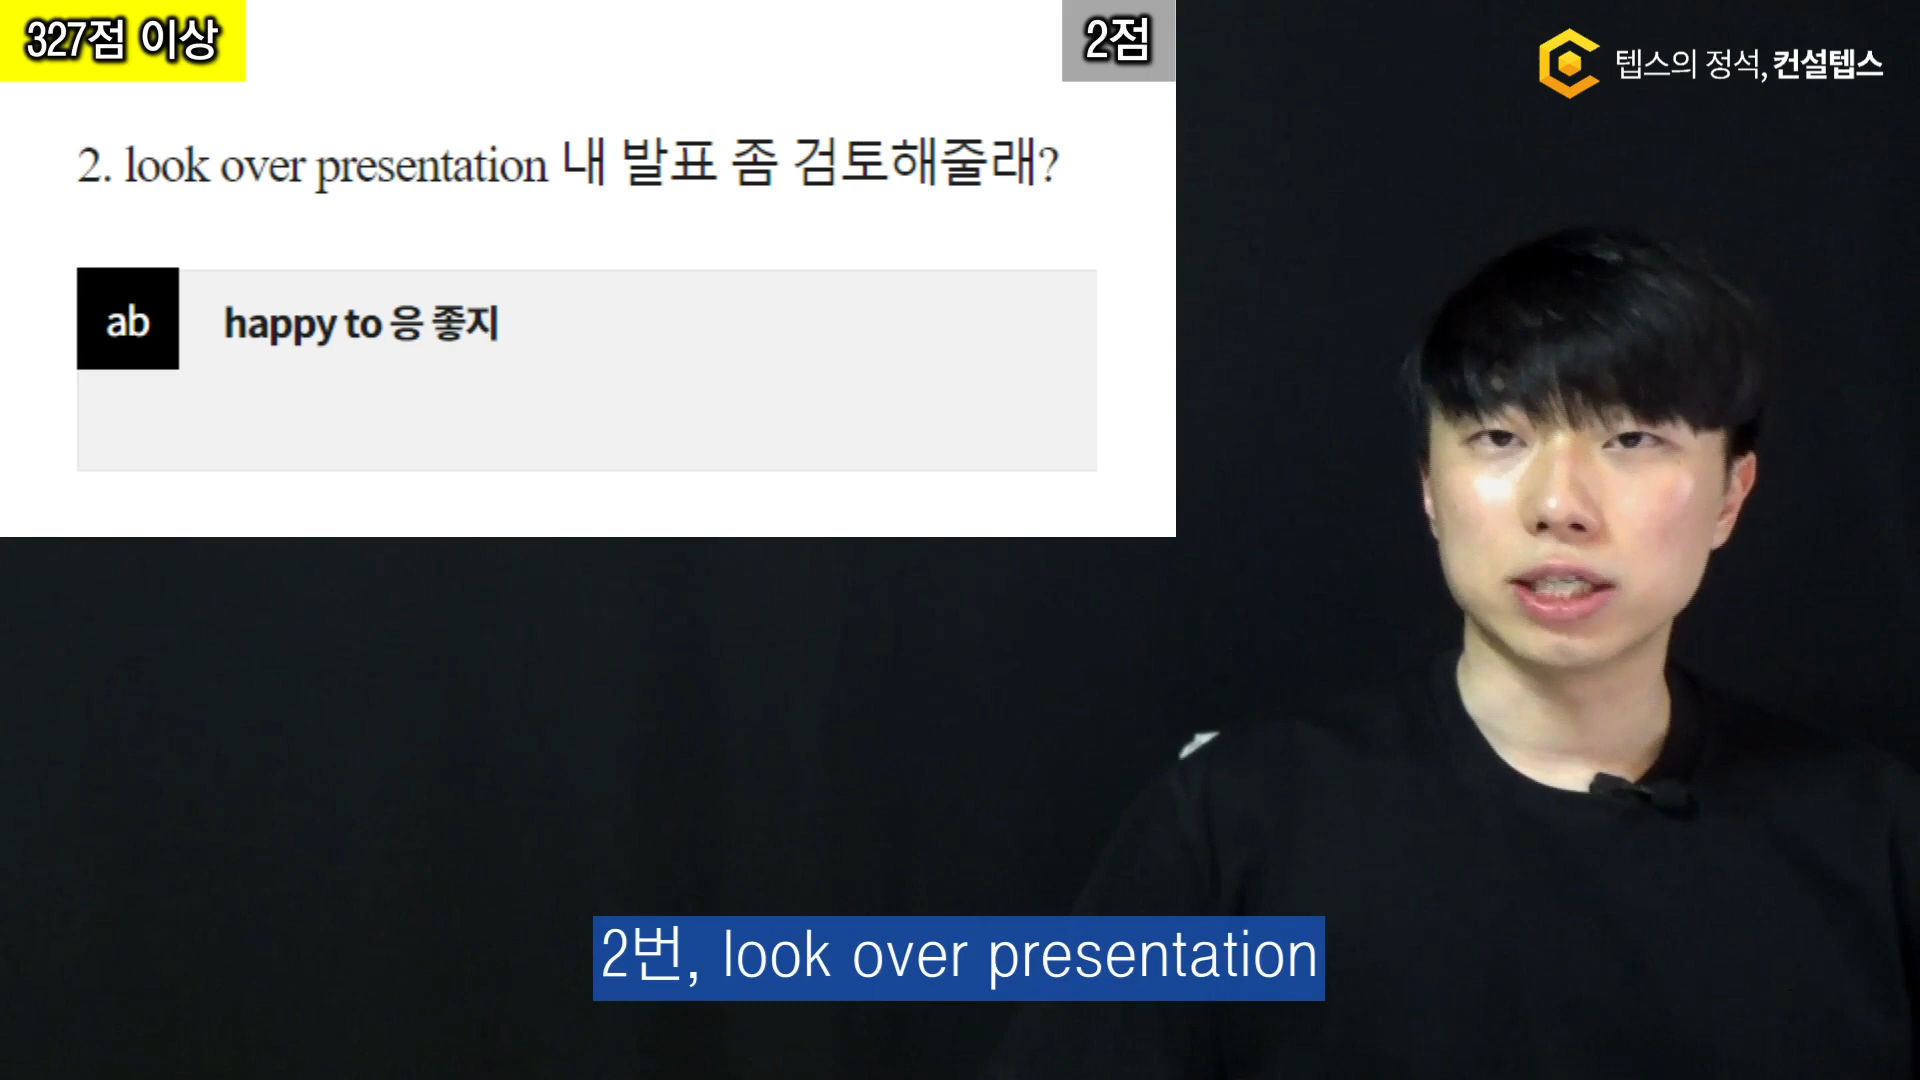 327점 이상
2점
텝스의 정석, 컨설텝스
2. look over presentation 내 발표 좀 검토해줄래?
ab
happy to 응 좋지
2번, look over presentation